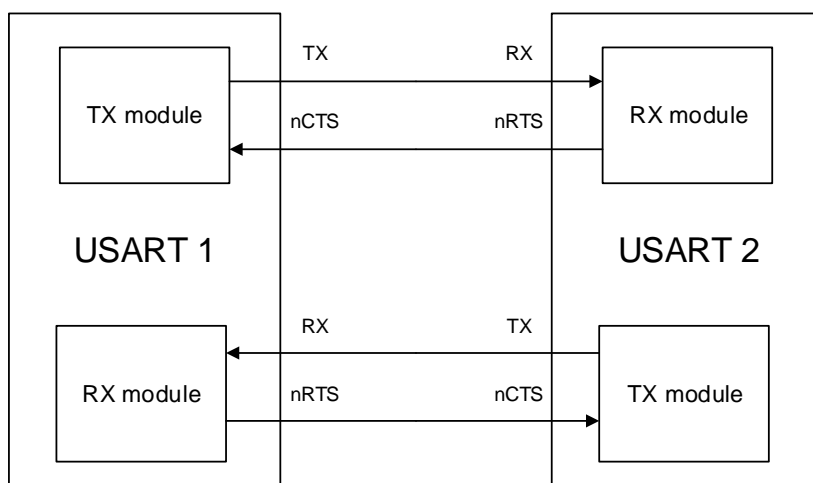 TX RX
TX module RX module
nCTS nRTS
USART 1 USART 2
RX TX
RX module TX module
nRTS nCTS